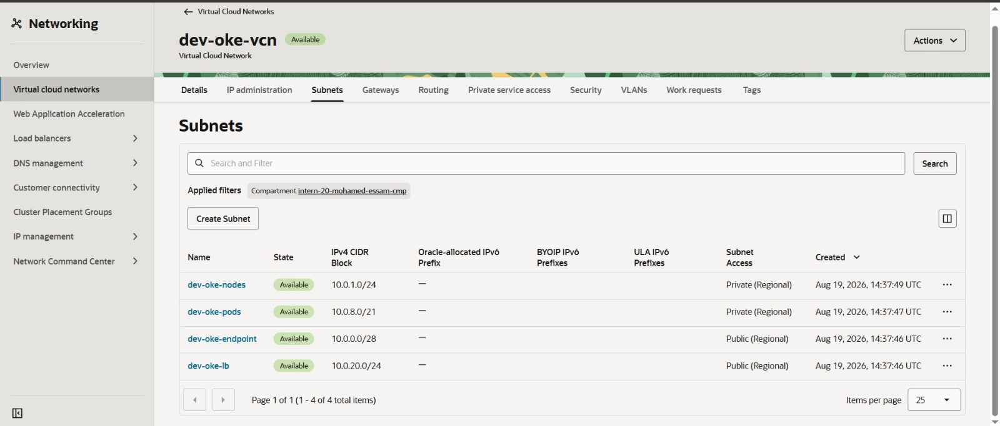 Networking
Overview
Virtual cloud networks
Web Application Acceleration
Load balancers
DNS management
Customer connectivity
Cluster Placement Groups
IP management
Network Command Center
Virtual Cloud Networks
dev-oke-vcn Available
Virtual Cloud Network
Actions
Details IP administration Subnets Gateways Routing Private service access Security VLANs Work requests Tags
Subnets
Search and Filter Search
Applied filters Compartment intern-20-mohamed-essam-cmp
Create Subnet
Name State IPv4 CIDR Block Oracle-allocated IPv6 Prefix BYOIP IPv6 Prefixes ULA IPv6 Prefixes Subnet Access Created
dev-oke-nodes Available 10.0.1.0/24 — Private (Regional) Aug 19, 2026, 14:37:49 UTC
dev-oke-pods Available 10.0.8.0/21 — Private (Regional) Aug 19, 2026, 14:37:47 UTC
dev-oke-endpoint Available 10.0.0.0/28 — Public (Regional) Aug 19, 2026, 14:37:46 UTC
dev-oke-lb Available 10.0.20.0/24 — Public (Regional) Aug 19, 2026, 14:37:46 UTC
Page 1 of 1 (1 - 4 of 4 total items) Items per page 25